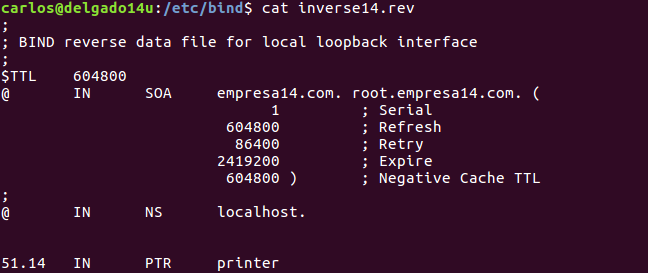 carlos@delgado14u:/etc/bind$ cat inverse14.rev
;
; BIND reverse data file for local loopback interface
;
$TTL    604800
@       IN      SOA     empresa14.com. root.empresa14.com. (
                              1         ; Serial
                         604800         ; Refresh
                          86400         ; Retry
                        2419200         ; Expire
                         604800 )       ; Negative Cache TTL
;
@       IN      NS      localhost.
51.14   IN      PTR     printer